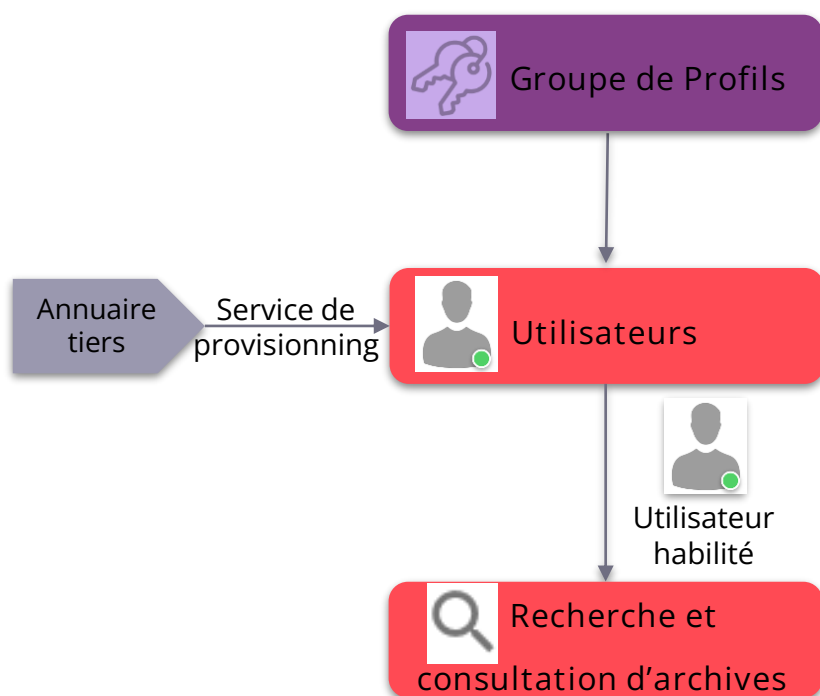 Groupe de Profils
Annuaire
tiers
Service de
provisionning
Utilisateurs
Utilisateur
habilité
Recherche et
consultation d’archives